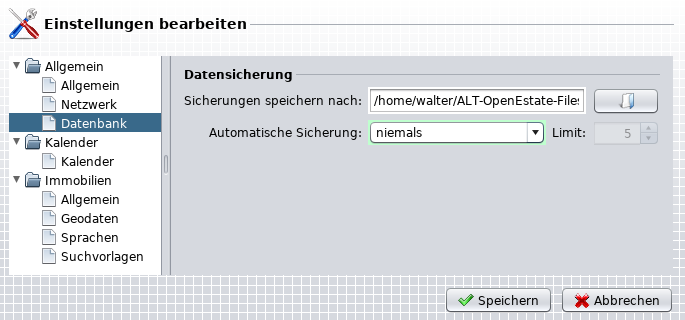 Einstellungen bearbeiten
Allgemein
Allgemein
Netzwerk
Datenbank
Kalender
Kalender
Immobilien
Allgemein
Geodaten
Sprachen
Suchvorlagen
Datensicherung
Sicherungen speichern nach: /home/walter/ALT-OpenEstate-Files
Automatische Sicherung: niemals Limit: 5
Speichern Abbrechen